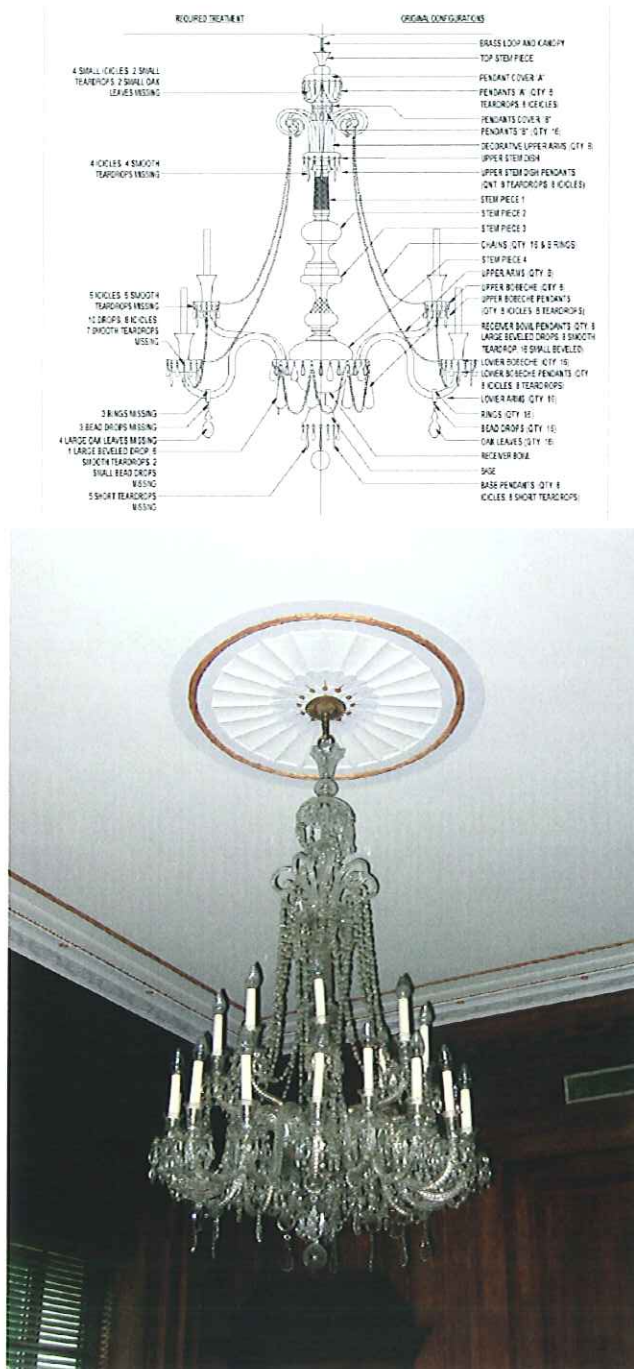 REQUIRED TREATMENT
ORIGINAL CONFIGURATIONS
4 SMALL ICICLES, 2 SMALL
TEARDROPS, 2 SMALL OAK
LEAVES MISSING
4 ICICLES, 4 SMOOTH
TEARDROPS MISSING
5 ICICLES, 5 SMOOTH
TEARDROPS MISSING
DROPS, 8 ICICLES,
7 SMOOTH TEARDROPS
MISSING
3 RINGS MISSING
3 BEAD DROPS MISSING
4 LARGE OAK LEAVES MISSING
1 LARGE BEVELED DROP, 6
SMOOTH TEARDROPS, 2
SMALL BEAD DROPS
MISSING
5 SHORT TEARDROPS
MISSING
BRASS LOOP AND CANOPY
TOP STEM PIECE
PENDANT COVER "A"
PENDANTS "A" (QTY. 8
TEARDROPS, 8 ICEICLES)
PENDANTS COVER "B"
PENDANTS "B" (QTY. 16)
DECORATIVE UPPER ARMS (QTY. 8)
UPPER STEM DISH
UPPER STEM DISH PENDANTS
(QNT. 8 TEARDROPS, 8 ICICLES)
STEM PIECE 1
STEM PIECE 2
STEM PIECE 3
CHAINS (QTY. 16 & 8 RINGS)
STEM PIECE 4
UPPER ARMS (QTY. 8)
UPPER BOBECHE (QTY. 8)
UPPER BOBECHE PENDANTS
(QTY. 8 ICICLES, 8 TEARDROPS)
RECEIVER BOWL PENDANTS (QTY. 8
LARGE BEVELED DROPS, 8 SMOOTH
TEARDROP, 16 SMALL BEVELED)
LOWER BOBECHE (QTY. 16)
LOWER BOBECHE PENDANTS (QTY.
8 ICICLES, 8 TEARDROPS)
LOWER ARMS (QTY. 16)
RINGS (QTY. 16)
BEAD DROPS (QTY. 16)
OAK LEAVES (QTY. 16)
RECEIVER BOWL
BASE
BASE PENDANTS (QTY. 8
ICICLES, 8 SHORT TEARDROPS)